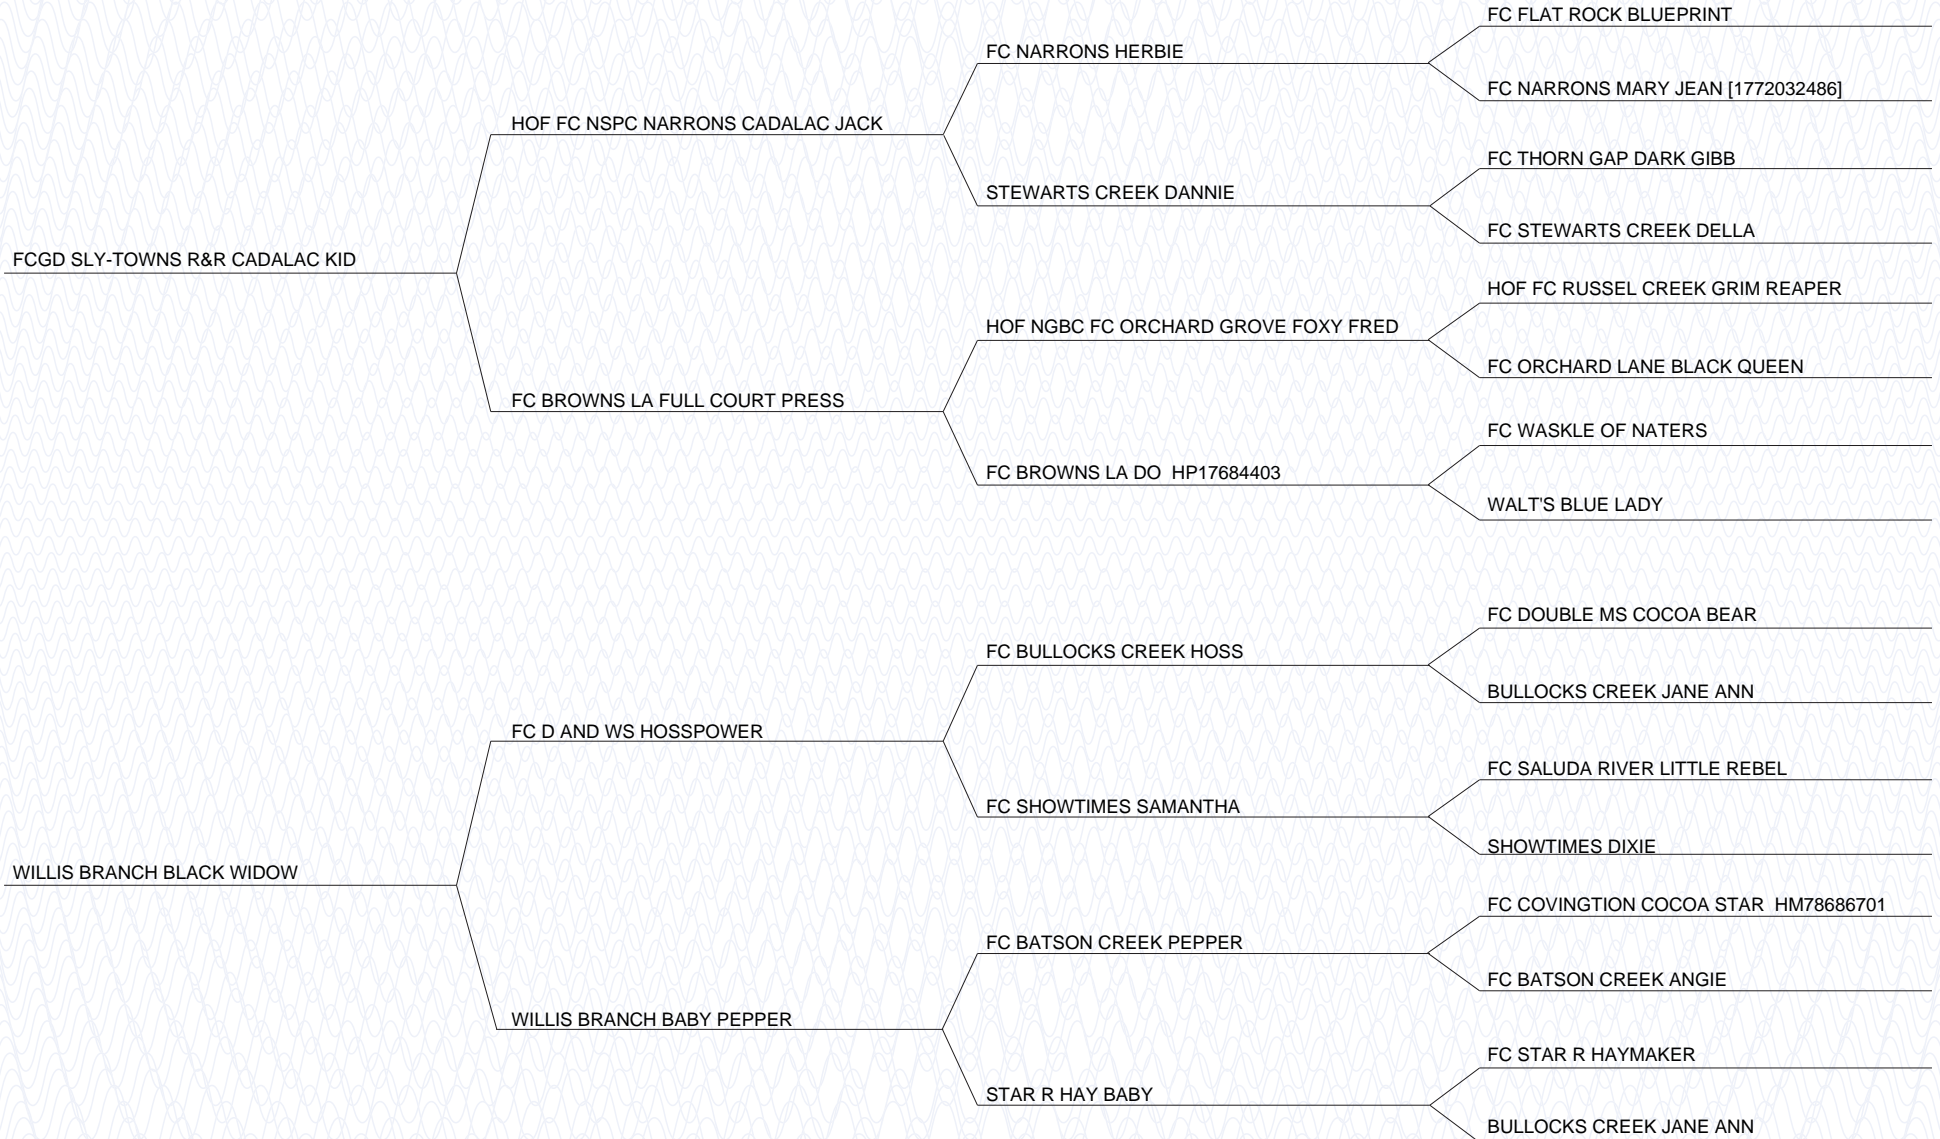 FC FLAT ROCK BLUEPRINT
FC NARRONS HERBIE
FC NARRONS MARY JEAN [1772032486]
HOF FC NSPC NARRONS CADALAC JACK
FC THORN GAP DARK GIBB
STEWARTS CREEK DANNIE
FC STEWARTS CREEK DELLA
FCGD SLY-TOWNS R&R CADALAC KID
HOF FC RUSSEL CREEK GRIM REAPER
HOF NGBC FC ORCHARD GROVE FOXY FRED
FC ORCHARD LANE BLACK QUEEN
FC BROWNS LA FULL COURT PRESS
FC WASKLE OF NATERS
FC BROWNS LA DO  HP17684403
WALT'S BLUE LADY
FC DOUBLE MS COCOA BEAR
FC BULLOCKS CREEK HOSS
BULLOCKS CREEK JANE ANN
FC D AND WS HOSSPOWER
FC SALUDA RIVER LITTLE REBEL
FC SHOWTIMES SAMANTHA
SHOWTIMES DIXIE
WILLIS BRANCH BLACK WIDOW
FC COVINGTION COCOA STAR  HM78686701
FC BATSON CREEK PEPPER
FC BATSON CREEK ANGIE
WILLIS BRANCH BABY PEPPER
FC STAR R HAYMAKER
STAR R HAY BABY
BULLOCKS CREEK JANE ANN